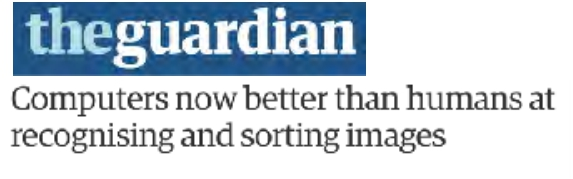 theguardian
Computers now better than humans at
recognising and sorting images